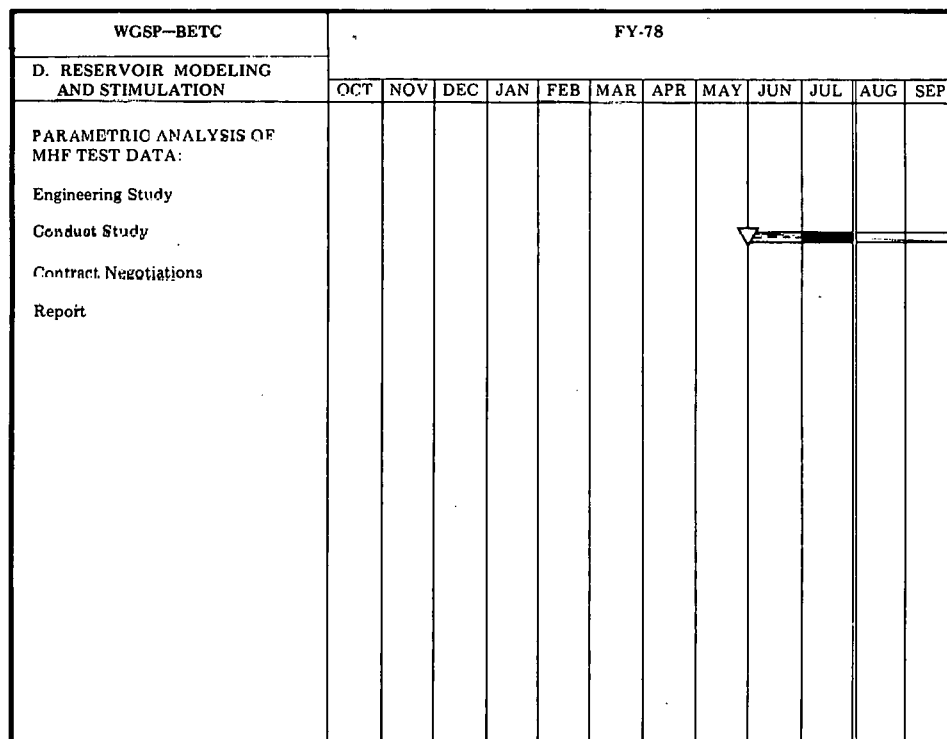 WGSP—BETC
FY-78
D. RESERVOIR MODELING
AND STIMULATION
OCT NOV DEC JAN FEB MAR APR MAY JUN JUL AUG SEP
PARAMETRIC ANALYSIS OF
MHF TEST DATA:
Engineering Study
Conduct Study
Contract Negotiations
Report